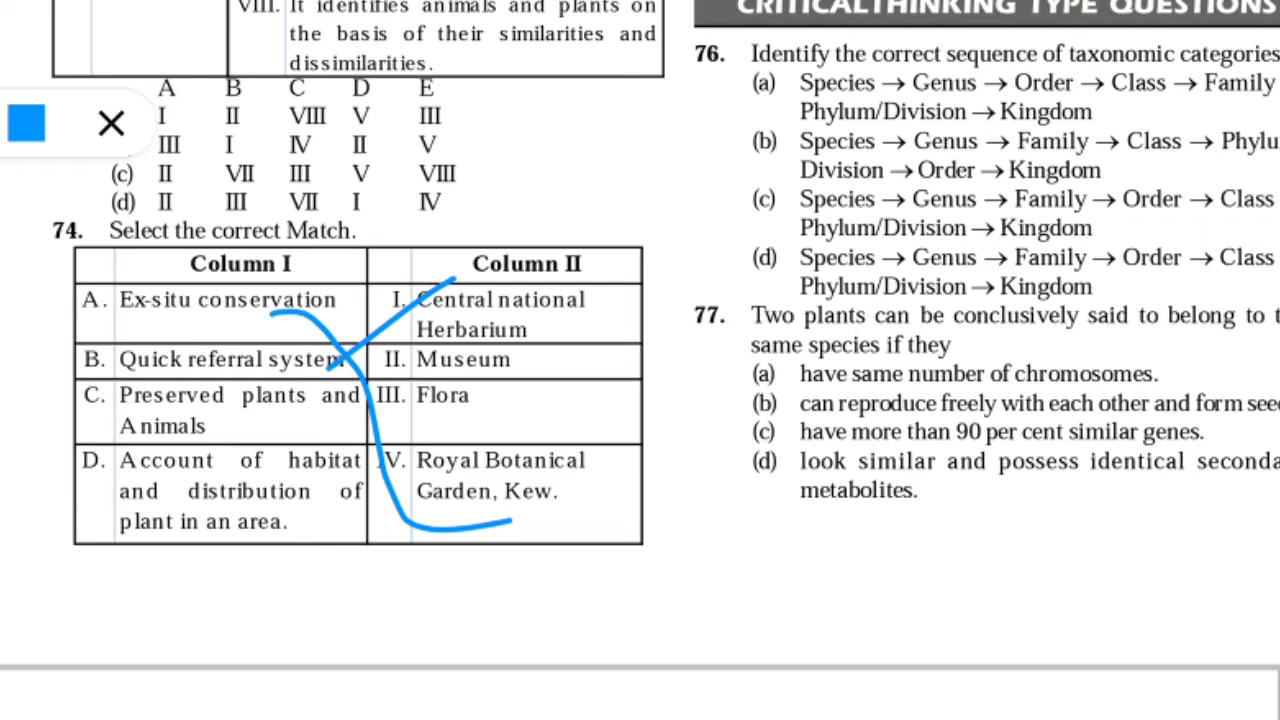 VIII. It identifies animals and plants on
the basis of their similarities and
dissimilarities.
A B C D E
I II VIII V III
III I IV II V
(c) II VII III V VIII
(d) II III VII I IV
74. Select the correct Match.
Column I Column II
A. Ex-situ conservation I. Central national
Herbarium
B. Quick referral system II. Museum
C. Preserved plants and III. Flora
Animals
D. Account of habitat IV. Royal Botanical
and distribution of Garden, Kew.
plant in an area.
CRITICALTHINKING TYPE QUESTIONS
76. Identify the correct sequence of taxonomic categories
(a) Species → Genus → Order → Class → Family
Phylum/Division → Kingdom
(b) Species → Genus → Family → Class → Phylu
Division → Order → Kingdom
(c) Species → Genus → Family → Order → Class
Phylum/Division → Kingdom
(d) Species → Genus → Family → Order → Class
Phylum/Division → Kingdom
77. Two plants can be conclusively said to belong to t
same species if they
(a) have same number of chromosomes.
(b) can reproduce freely with each other and form see
(c) have more than 90 per cent similar genes.
(d) look similar and possess identical seconda
metabolites.